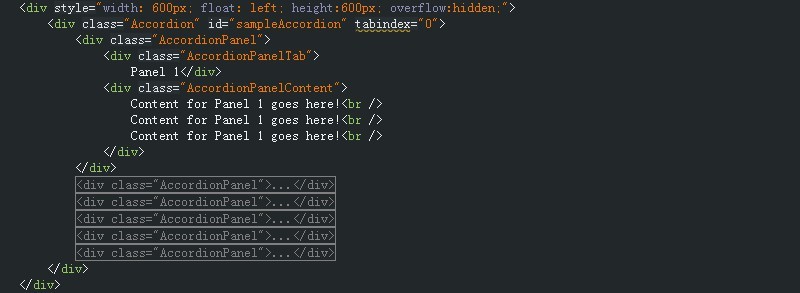 <div style="width: 600px; float: left; height:600px; overflow:hidden;">
<div class="Accordion" id="sampleAccordion" tabindex="0">
<div class="AccordionPanel">
<div class="AccordionPanelTab">
Panel 1</div>
<div class="AccordionPanelContent">
Content for Panel 1 goes here!<br />
Content for Panel 1 goes here!<br />
Content for Panel 1 goes here!<br />
</div>
</div>
<div class="AccordionPanel">...</div>
<div class="AccordionPanel">...</div>
<div class="AccordionPanel">...</div>
<div class="AccordionPanel">...</div>
<div class="AccordionPanel">...</div>
</div>
</div>